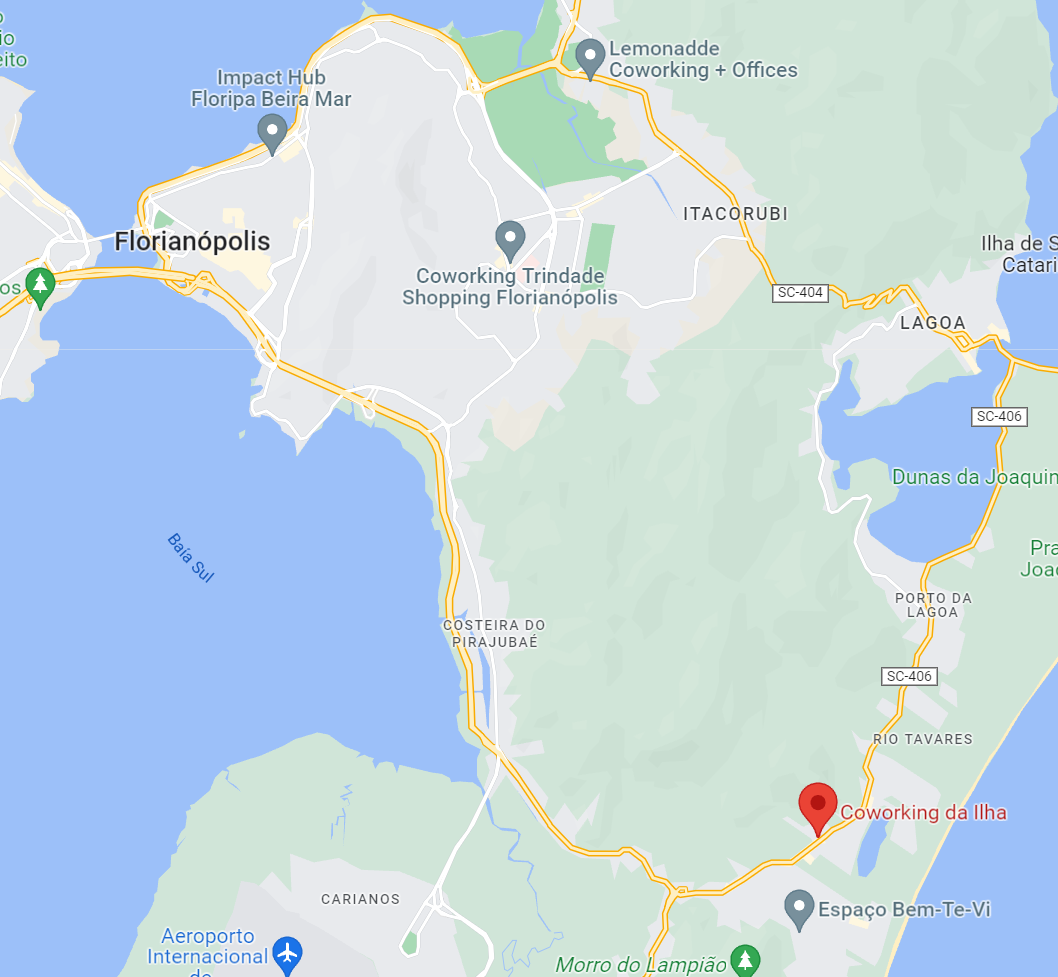 io
eito
Impact Hub
Floripa Beira Mar
Lemonadde
Coworking + Offices
ITACORUBI
Florianópolis
Ilha de S
Catari
Coworking Trindade
Shopping Florianópolis
os
SC-404
LAGOA
SC-406
Dunas da Joaquin
Baía Sul
Pra
Joac
PORTO DA
LAGOA
COSTEIRA DO
PIRAJUBAÉ
SC-406
RIO TAVARES
Coworking da Ilha
CARIANOS
Espaço Bem-Te-Vi
Aeroporto
Internacional
de
Morro do Lampião